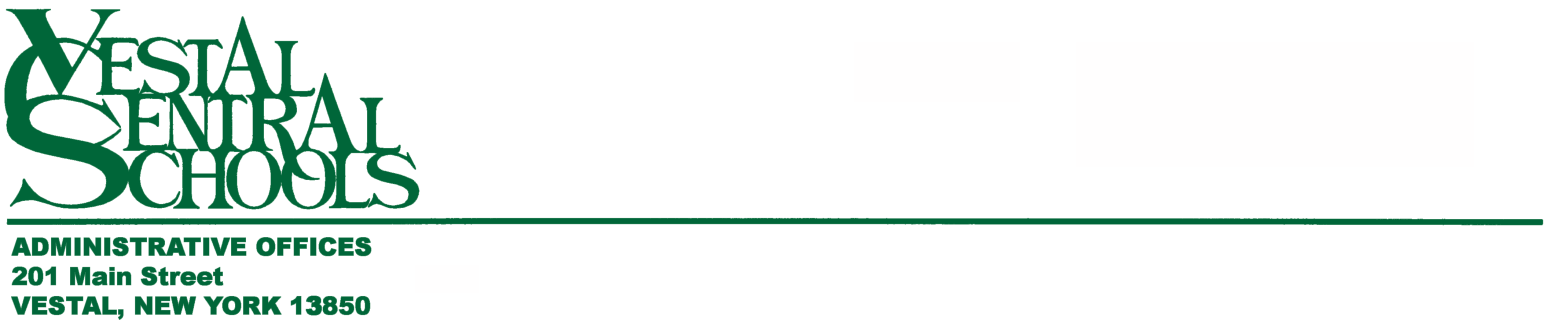 VESTAL
CENTRAL
SCHOOLS
ADMINISTRATIVE OFFICES
201 Main Street
VESTAL, NEW YORK 13850